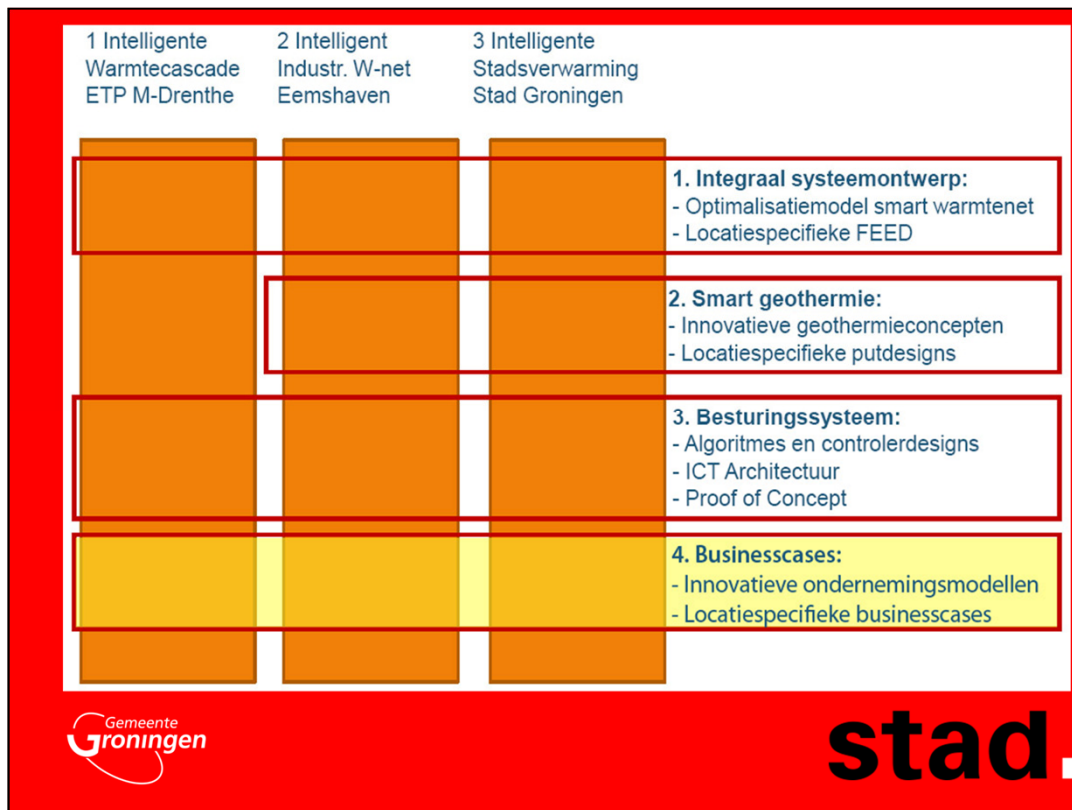 1 Intelligente
Warmtecascade
ETP M-Drenthe
2 Intelligent
Industr. W-net
Eemshaven
3 Intelligente
Stadsverwarming
Stad Groningen
1. Integraal systeemontwerp:
- Optimalisatiemodel smart warmtenet
- Locatiespecifieke FEED
2. Smart geothermie:
- Innovatieve geothermieconcepten
- Locatiespecifieke putdesigns
3. Besturingssysteem:
- Algoritmes en controlerdesigns
- ICT Architectuur
- Proof of Concept
4. Businesscases:
- Innovatieve ondernemingsmodellen
- Locatiespecifieke businesscases
Gemeente
Groningen
stad.